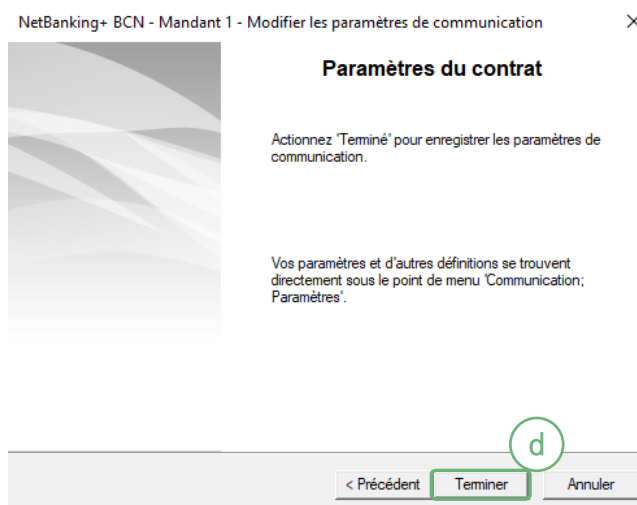 NetBanking+ BCN - Mandant 1 - Modifier les paramètres de communication
Paramètres du contrat
Actionnez 'Terminé' pour enregistrer les paramètres de
communication.
Vos paramètres et d'autres définitions se trouvent
directement sous le point de menu 'Communication;
Paramètres'.
d
< Précédent Terminer Annuler